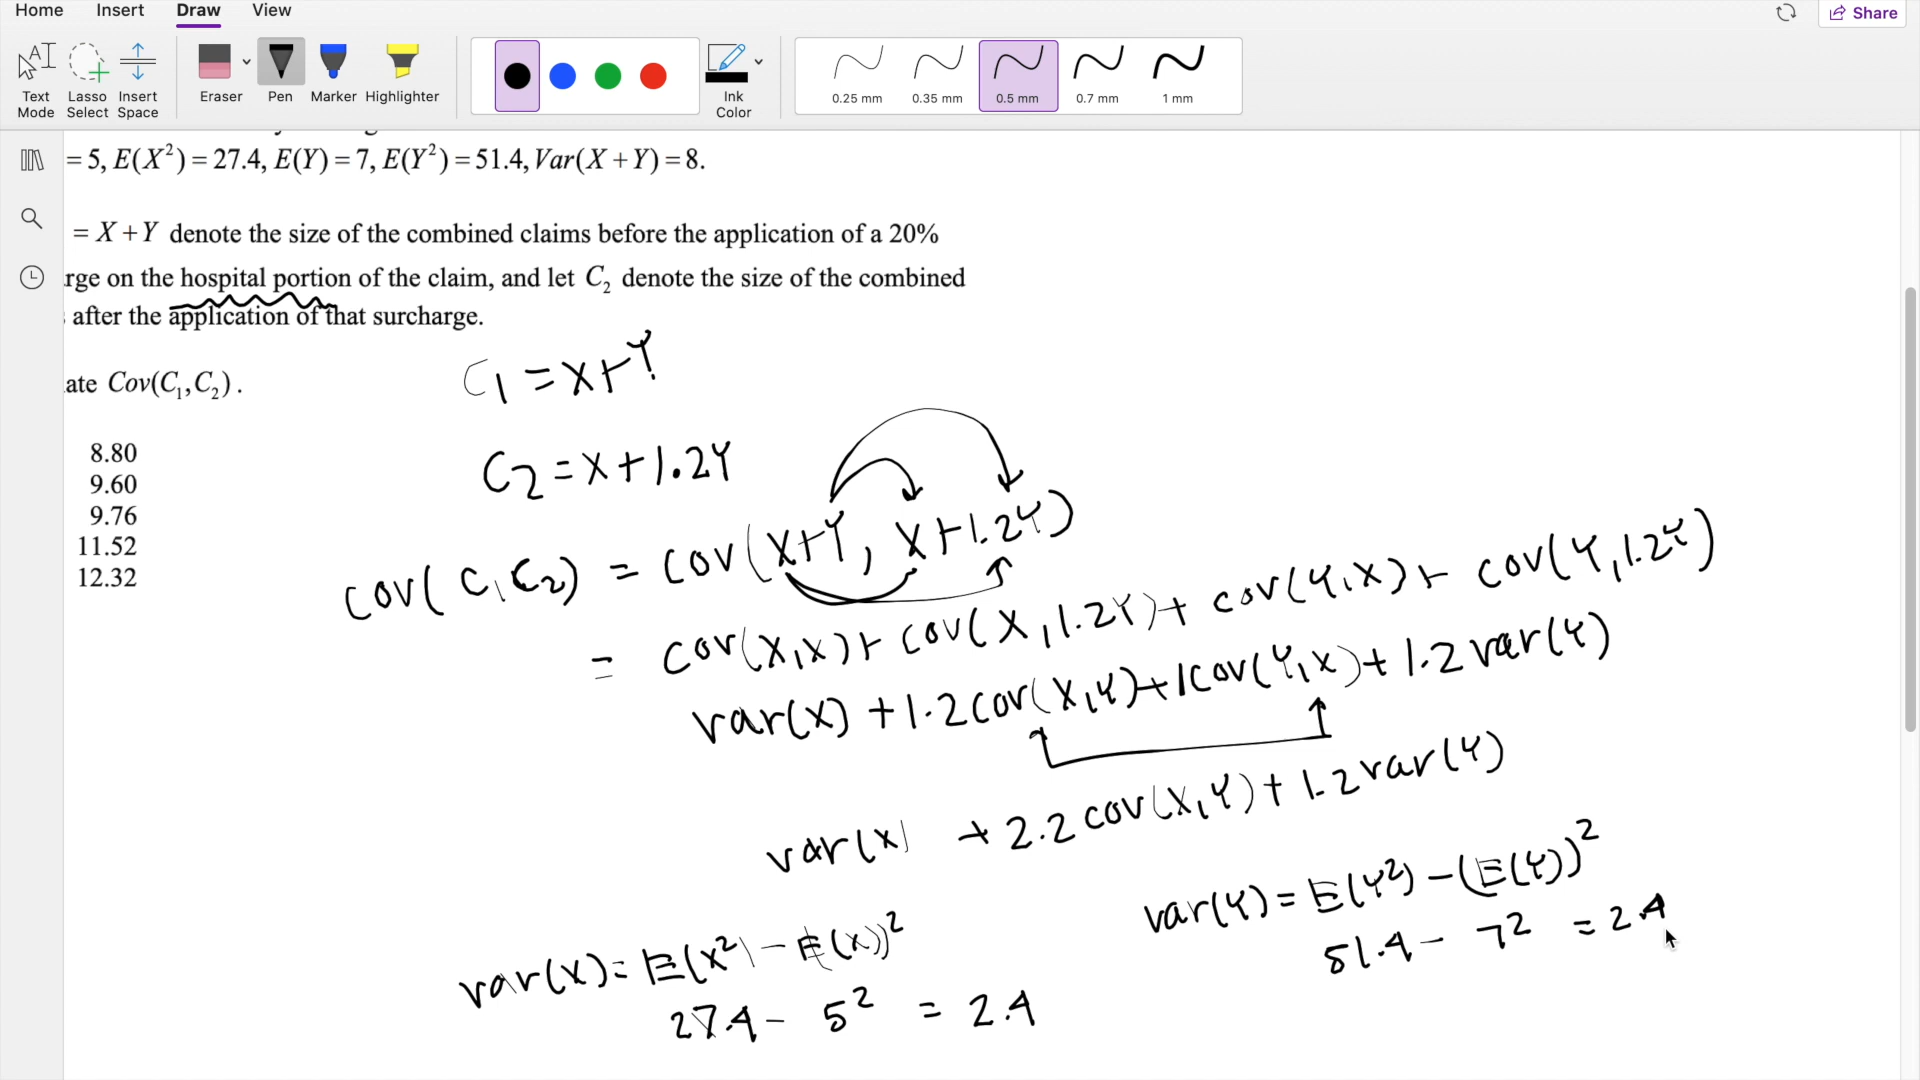 Home Insert Draw View Share
Text Mode Lasso Select Insert Space Eraser Pen Marker Highlighter Ink Color 0.25 mm 0.35 mm 0.5 mm 0.7 mm 1 mm
= 5, E(X²) = 27.4, E(Y) = 7, E(Y²) = 51.4, Var(X + Y) = 8.
= X + Y denote the size of the combined claims before the application of a 20%
rge on the hospital portion of the claim, and let C₂ denote the size of the combined
after the application of that surcharge.
C1 = X+Y
ate Cov(C₁, C₂).
8.80
C2 = X+1.2Y
9.60
9.76
11.52
12.32
Cov(C1, C2) = Cov(X+Y, X+1.2Y)
= Cov(X,X) + Cov(X,1.2Y) + Cov(Y,X) + Cov(Y,1.2Y)
var(X) + 1.2Cov(X,Y) + 1Cov(Y,X) + 1.2var(Y)
var(X) + 2.2Cov(X,Y) + 1.2var(Y)
var(X) = E(X²) - E(X))²
27.4 - 5² = 2.4
var(Y) = E(Y²) - (E(Y))²
51.4 - 7² = 2.4